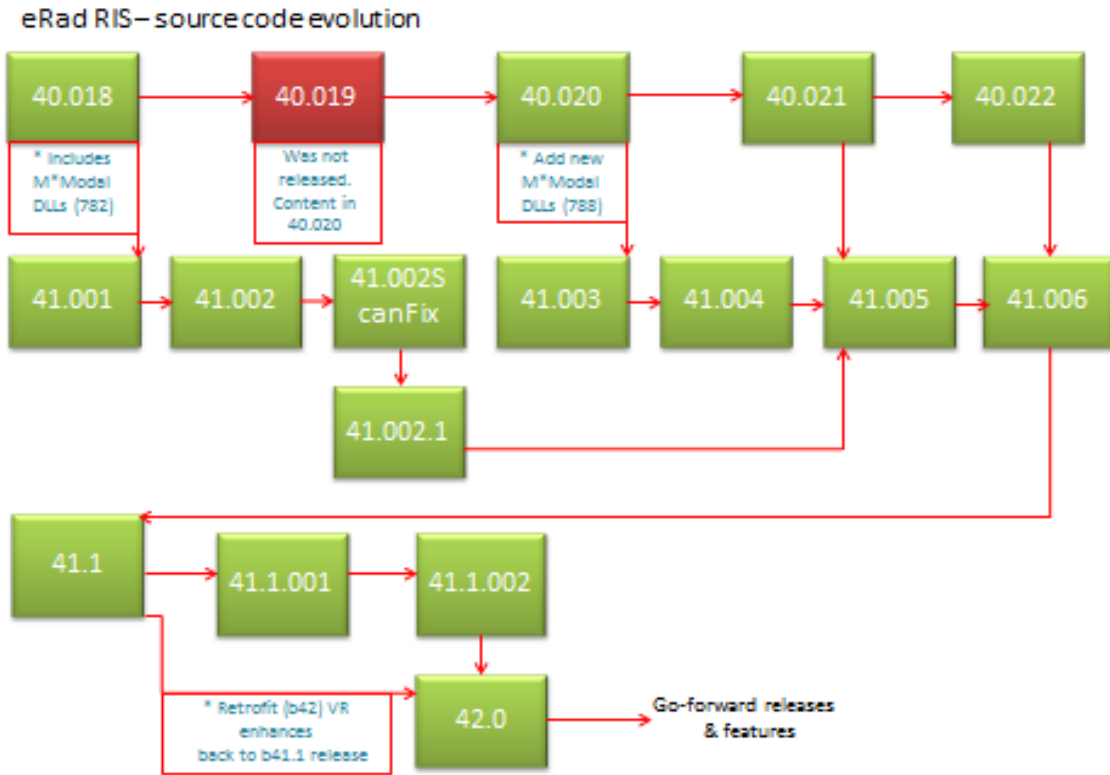 eRad RIS – source code evolution
40.018
40.019
40.020
40.021
40.022
* Includes
M*Modal
DLLs (782)
Was not
released.
Content in
40.020
* Add new
M*Modal
DLLs (788)
41.001
41.002
41.002S
canFix
41.003
41.004
41.005
41.006
41.002.1
41.1
41.1.001
41.1.002
* Retrofit (b42) VR
enhances
back to b41.1 release
42.0
Go-forward releases
& features